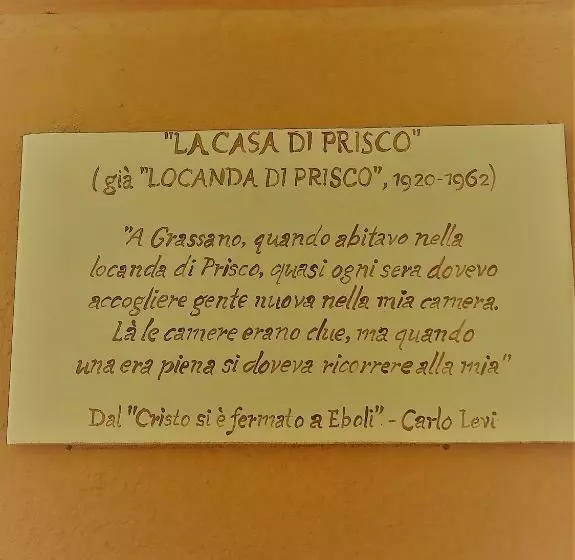 "LA CASA DI PRISCO"
(già "LOCANDA DI PRISCO", 1920-1962)
"A Grassano, quando abitavo nella
locanda di Prisco, quasi ogni sera dovevo
accogliere gente nuova nella mia camera.
Là le camere erano due, ma quando
una era piena si doveva ricorrere alla mia"
Dal "Cristo si è fermato a Eboli" - Carlo Levi